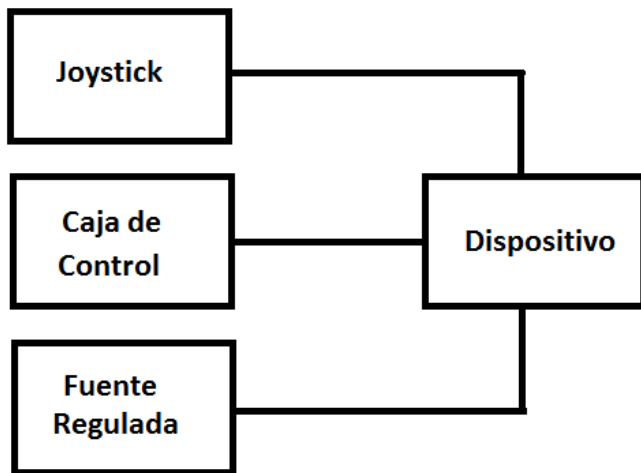 Joystick
Caja de
Control
Dispositivo
Fuente
Regulada